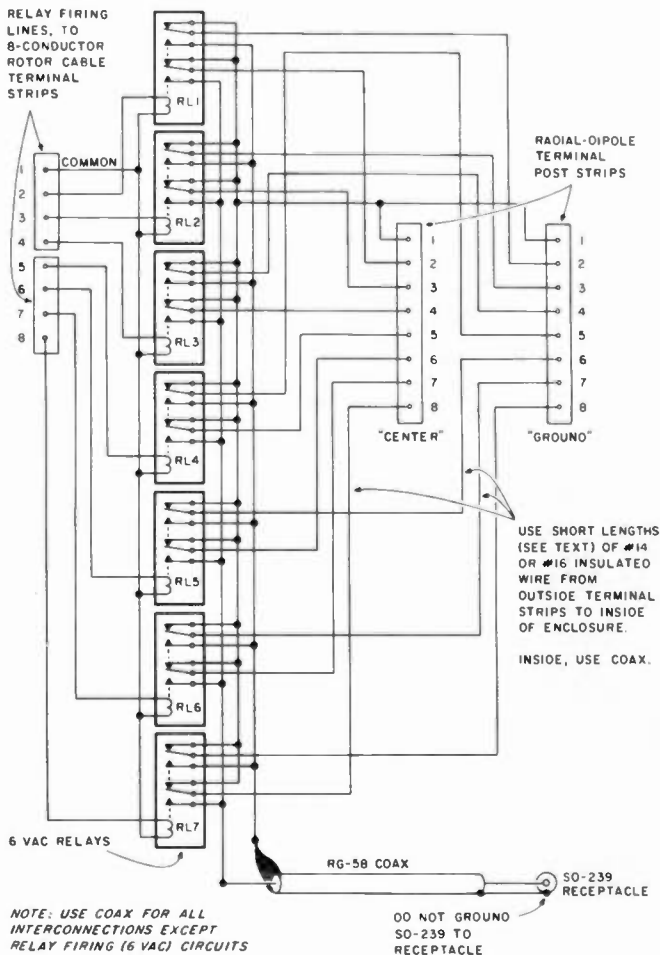 RELAY FIRING
LINES, TO
8-CONDUCTOR
ROTOR CABLE
TERMINAL
STRIPS
COMMON
1
2
3
4
5
6
7
8
RL1
RL2
RL3
RL4
RL5
RL6
RL7
6 VAC RELAYS
RADIAL-DIPOLE
TERMINAL
POST STRIPS
1
2
3
4
5
6
7
8
"CENTER"
1
2
3
4
5
6
7
8
"GROUND"
USE SHORT LENGTHS
(SEE TEXT) OF #14
OR #16 INSULATED
WIRE FROM
OUTSIDE TERMINAL
STRIPS TO INSIDE
OF ENCLOSURE.
INSIDE, USE COAX.
RG-58 COAX
SO-239
RECEPTACLE
DO NOT GROUND
SO-239 TO
RECEPTACLE
NOTE: USE COAX FOR ALL
INTERCONNECTIONS EXCEPT
RELAY FIRING (6 VAC) CIRCUITS